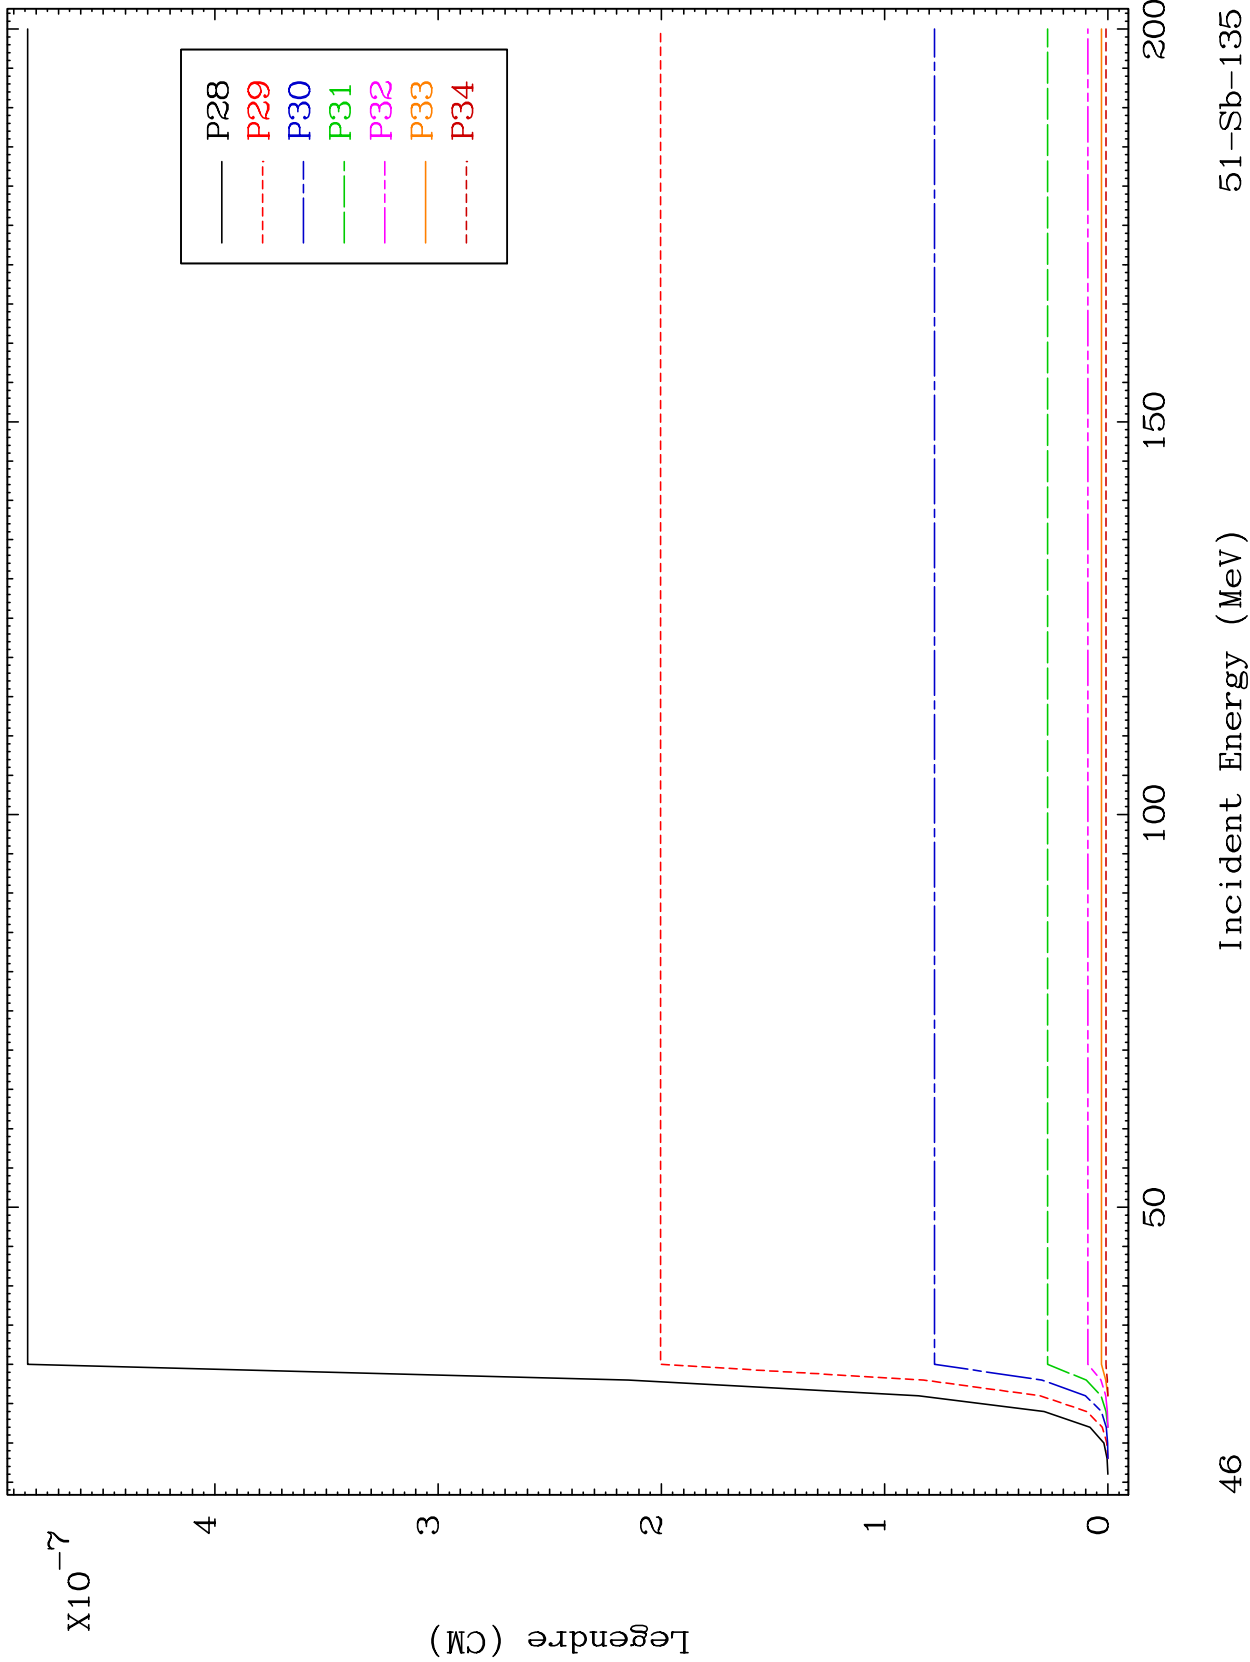 X10-7
Legendre (CM)
4
3
2
1
0
P28
P29
P30
P31
P32
P33
P34
50
100
150
200
Incident Energy (MeV)
46
51-Sb-135